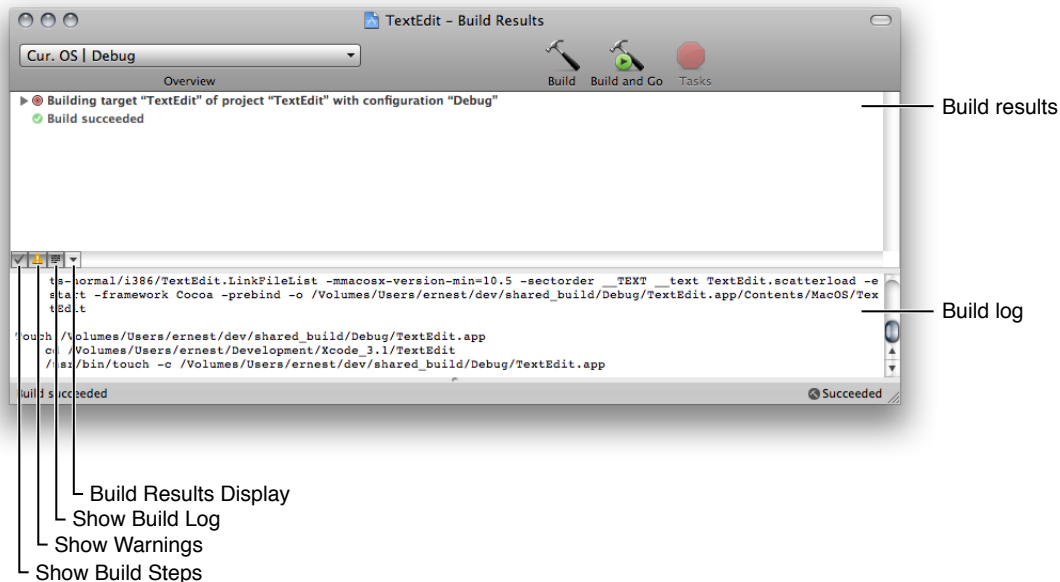 TextEdit – Build Results
Cur. OS | Debug
Overview
Build
Build and Go
Tasks
Building target “TextEdit” of project “TextEdit” with configuration “Debug”
Build succeeded
Build results
ts-normal/i386/TextEdit.LinkFileList -mmacosx-version-min=10.5 -sectorder __TEXT __text TextEdit.scatterload -e
start -framework Cocoa -prebind -o /Volumes/Users/ernest/dev/shared_build/Debug/TextEdit.app/Contents/MacOS/Tex
tEdit
Build log
Touch /Volumes/Users/ernest/dev/shared_build/Debug/TextEdit.app
cd /Volumes/Users/ernest/Development/Xcode_3.1/TextEdit
/usr/bin/touch -c /Volumes/Users/ernest/dev/shared_build/Debug/TextEdit.app
Build succeeded
Succeeded
Build Results Display
Show Build Log
Show Warnings
Show Build Steps